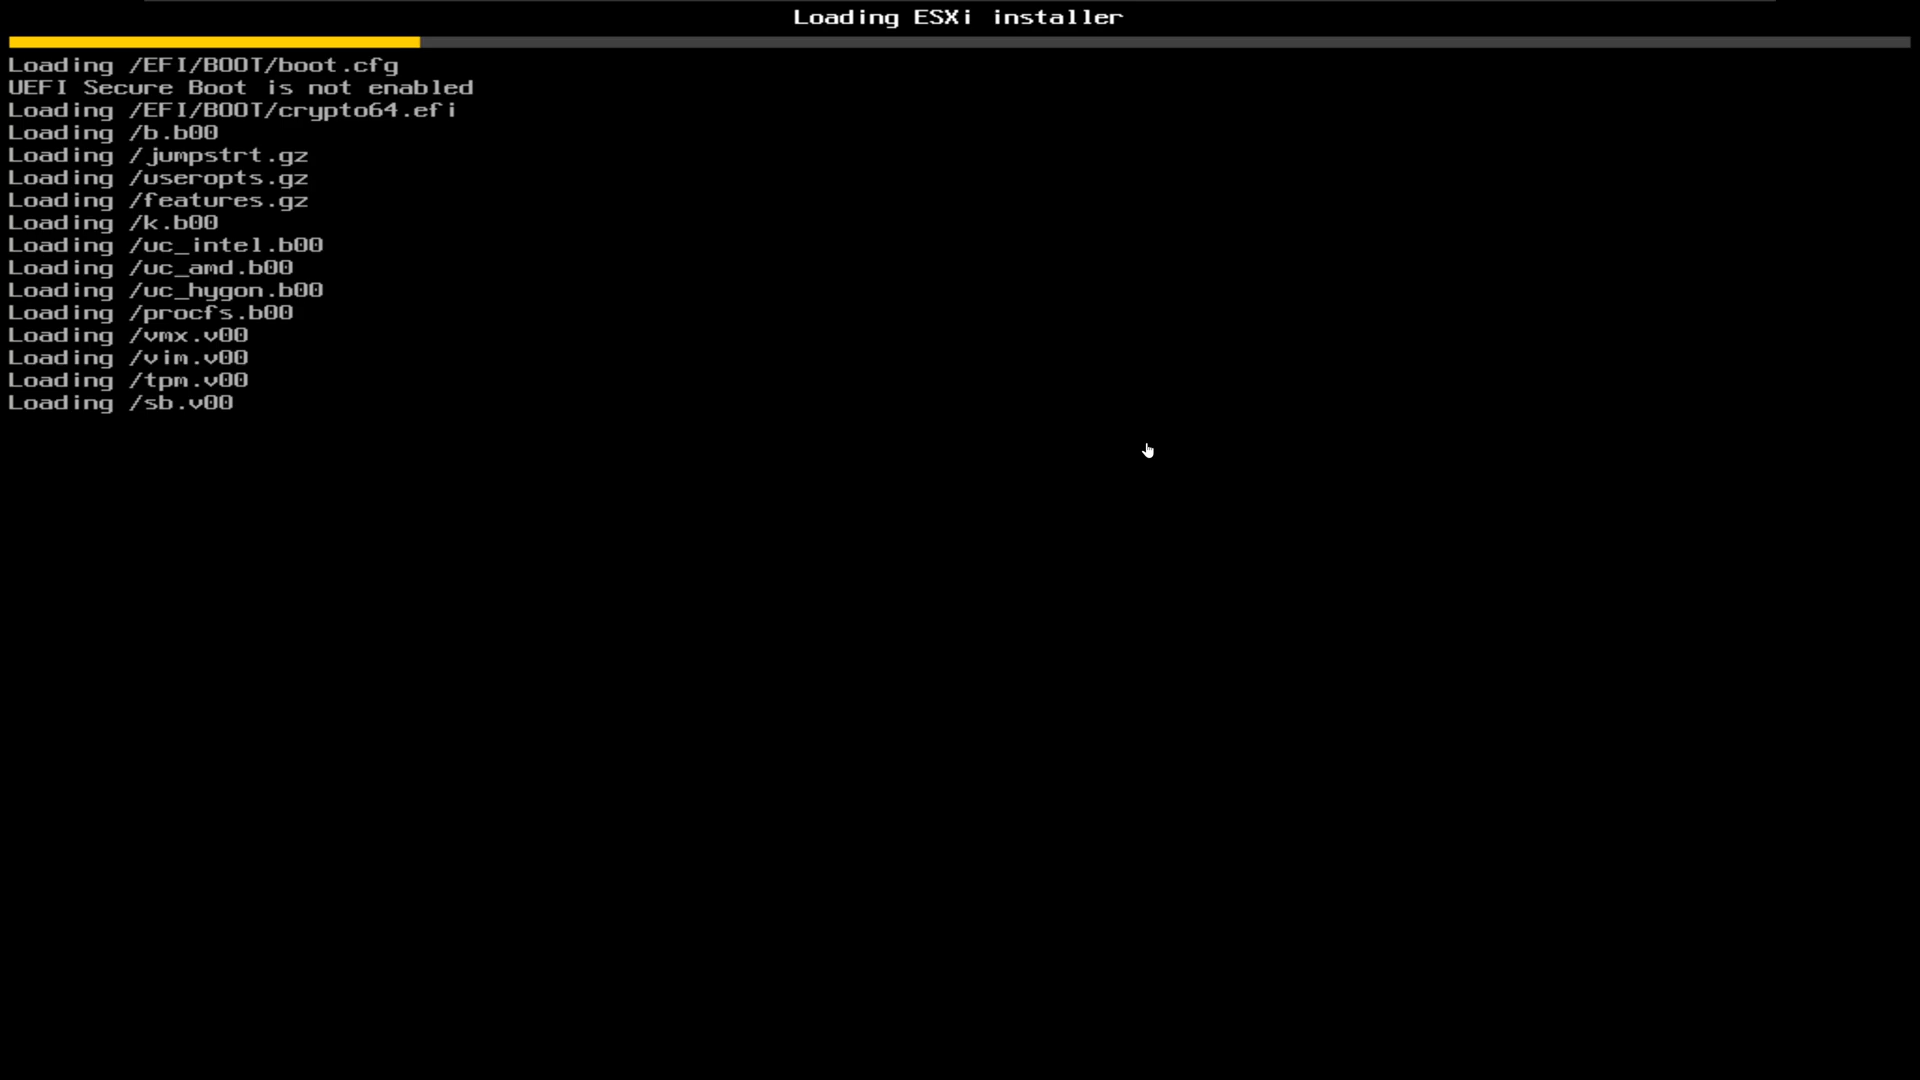 Loading ESXi installer
Loading /EFI/BOOT/boot.cfg
UEFI Secure Boot is not enabled
Loading /EFI/BOOT/crypto64.efi
Loading /b.b00
Loading /jumpstrt.gz
Loading /useropts.gz
Loading /features.gz
Loading /k.b00
Loading /uc_intel.b00
Loading /uc_amd.b00
Loading /uc_hygon.b00
Loading /procfs.b00
Loading /vmx.v00
Loading /vim.v00
Loading /tpm.v00
Loading /sb.v00